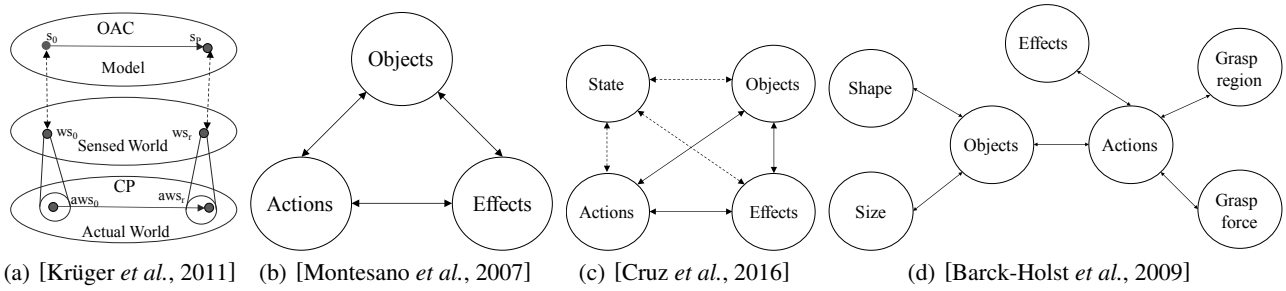 OAC
s0
sP
Model
ws0
wsr
Sensed World
CP
aws0
awsr
Actual World
(a) [Krüger et al., 2011]
Objects
Actions
Effects
(b) [Montesano et al., 2007]
State
Objects
Actions
Effects
(c) [Cruz et al., 2016]
Effects
Grasp
region
Shape
Objects
Actions
Size
Grasp
force
(d) [Barck-Holst et al., 2009]